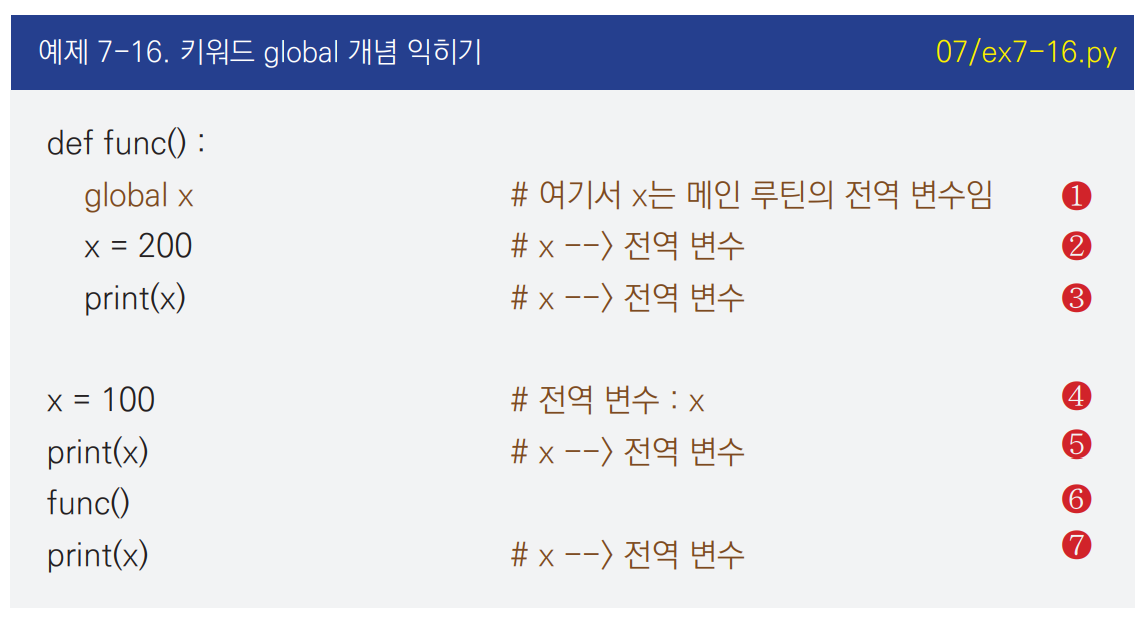 예제 7-16. 키워드 global 개념 익히기 07/ex7-16.py
def func() :
global x # 여기서 x는 메인 루틴의 전역 변수임 ❶
x = 200 # x --> 전역 변수 ❷
print(x) # x --> 전역 변수 ❸
x = 100 # 전역 변수 : x ❹
print(x) # x --> 전역 변수 ❺
func() ❻
print(x) # x --> 전역 변수 ❼